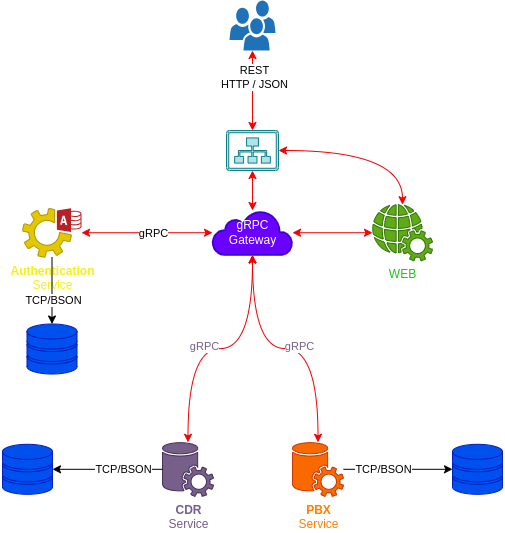 REST
HTTP / JSON
gRPC
Gateway
gRPC
A
Authentication
Service
TCP/BSON
WEB
gRPC
gRPC
TCP/BSON
TCP/BSON
CDR
Service
PBX
Service